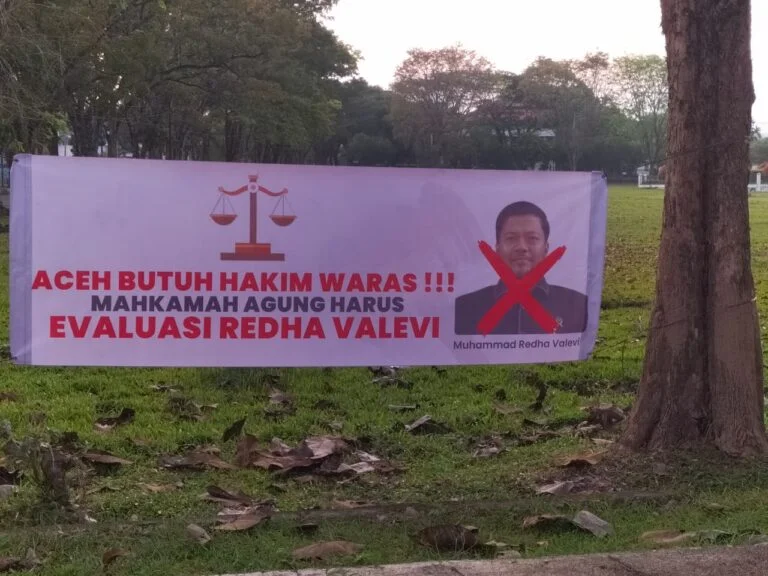 ACEH BUTUH HAKIM WARAS !!!
MAHKAMAH AGUNG HARUS
EVALUASI REDHA VALEVI
Muhammad Redha Valevi